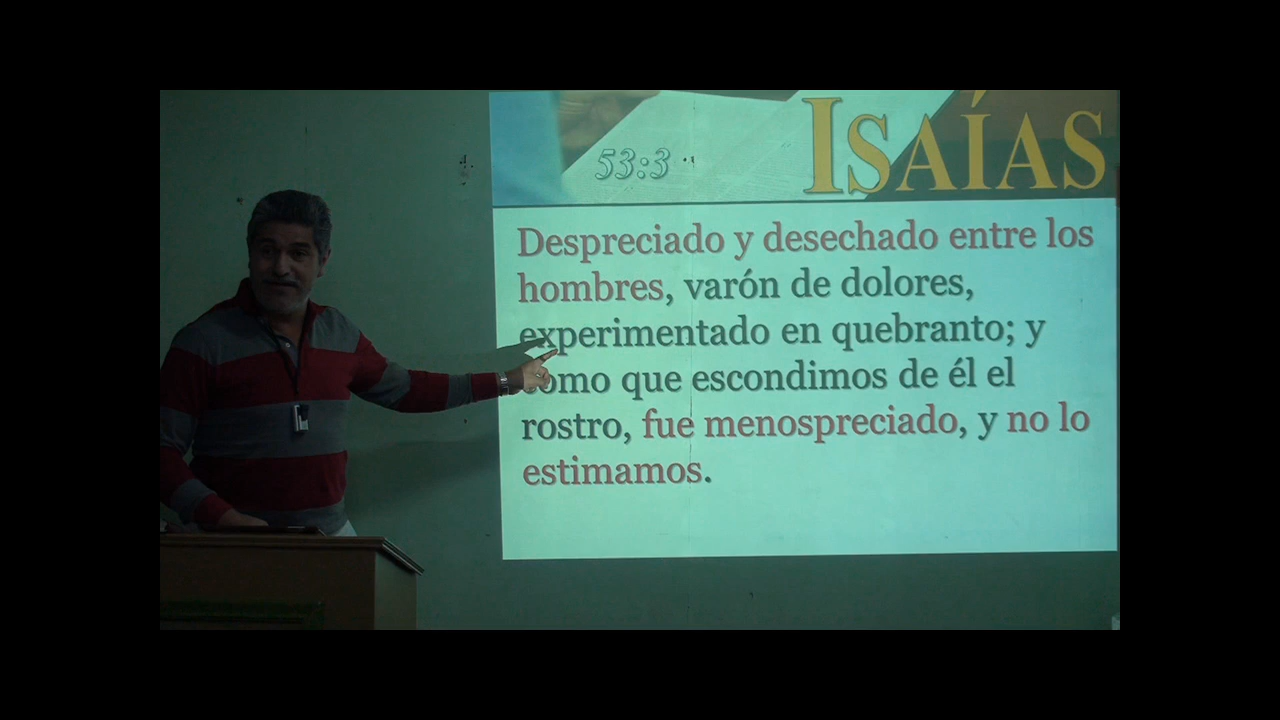 53:3 ISAÍAS
Despreciado y desechado entre los
hombres, varón de dolores,
experimentado en quebranto; y
como que escondimos de él el
rostro, fue menospreciado, y no lo
estimamos.